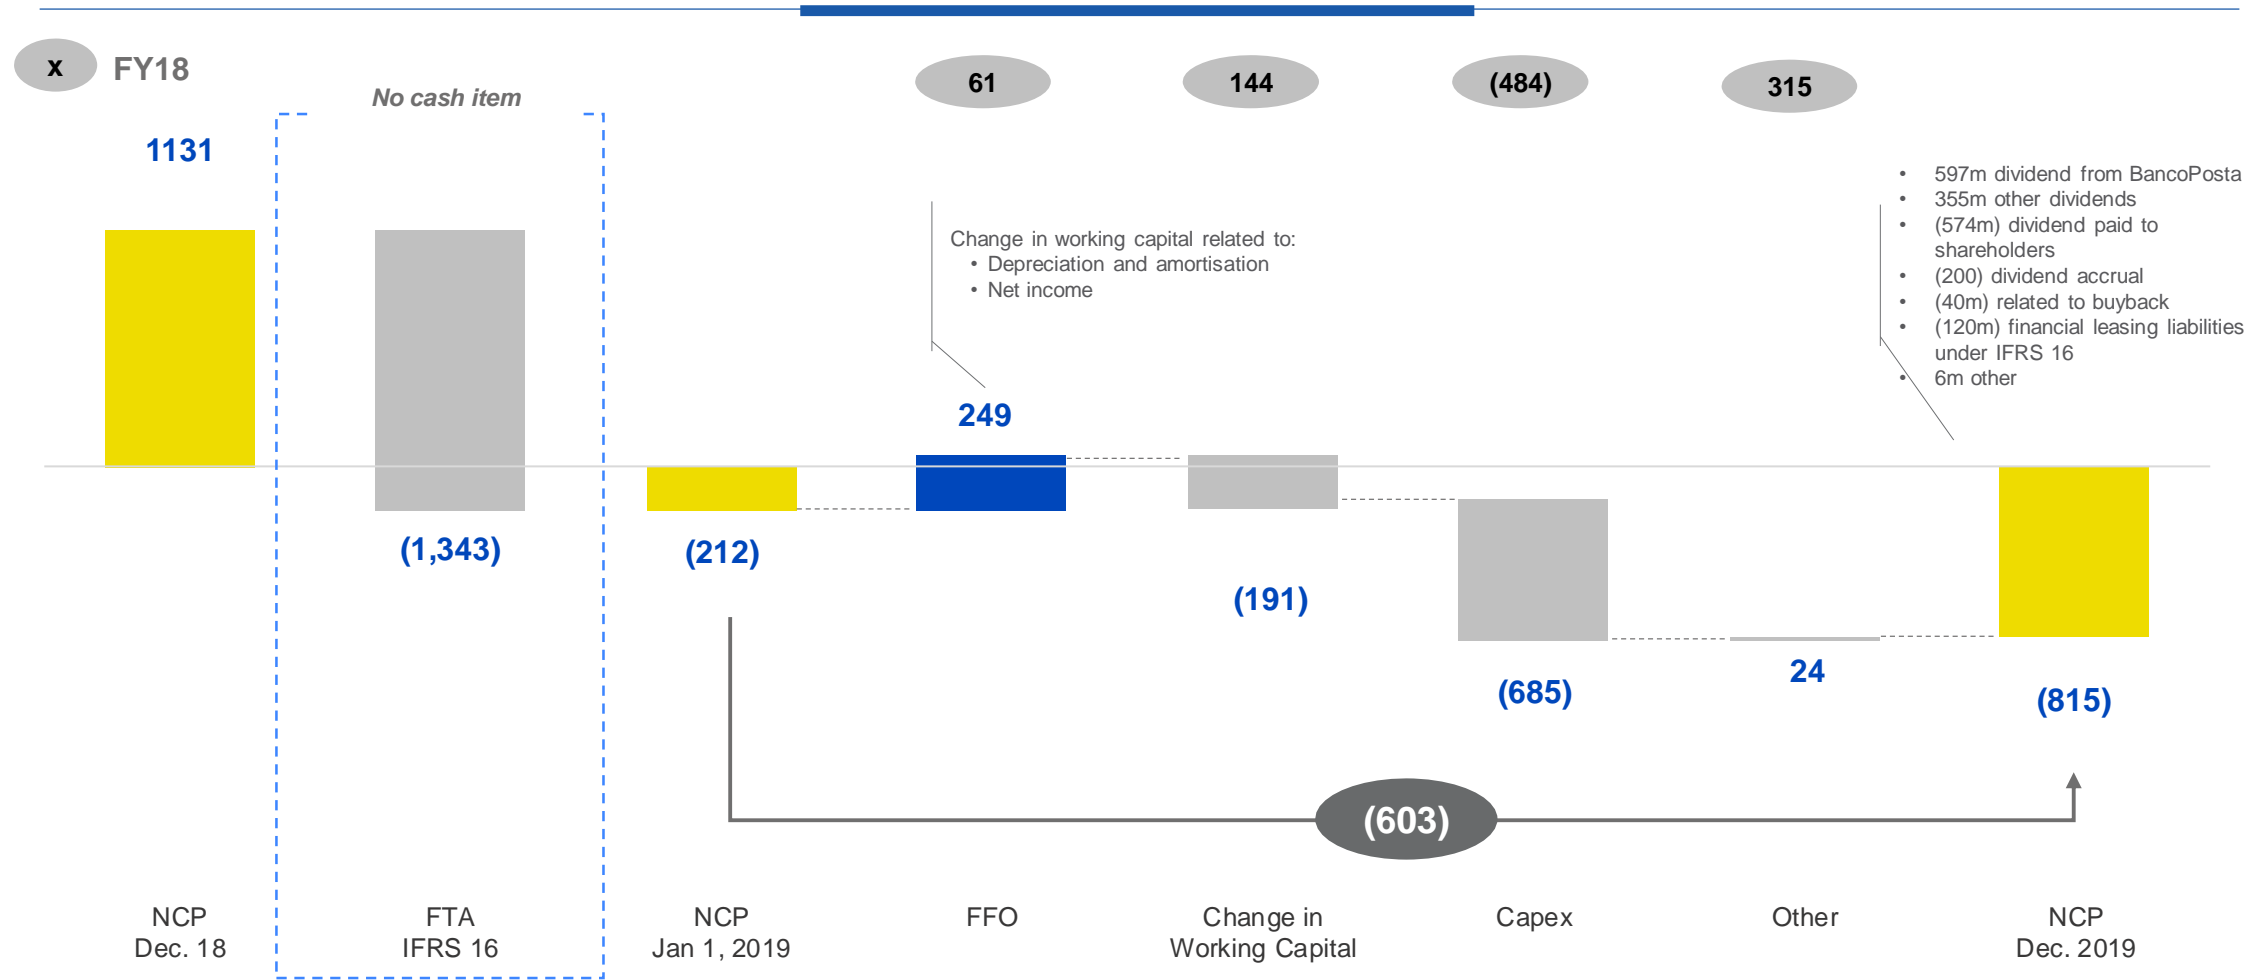 x FY18
No cash item
61
144
(484)
315
1131
• 597m dividend from BancoPosta
• 355m other dividends
• (574m) dividend paid to
shareholders
• (200) dividend accrual
• (40m) related to buyback
• (120m) financial leasing liabilities
under IFRS 16
• 6m other
Change in working capital related to:
• Depreciation and amortisation
• Net income
249
(1,343)
(212)
(191)
(685)
24
(815)
(603)
NCP
Dec. 18
FTA
IFRS 16
NCP
Jan 1, 2019
FFO
Change in
Working Capital
Capex
Other
NCP
Dec. 2019